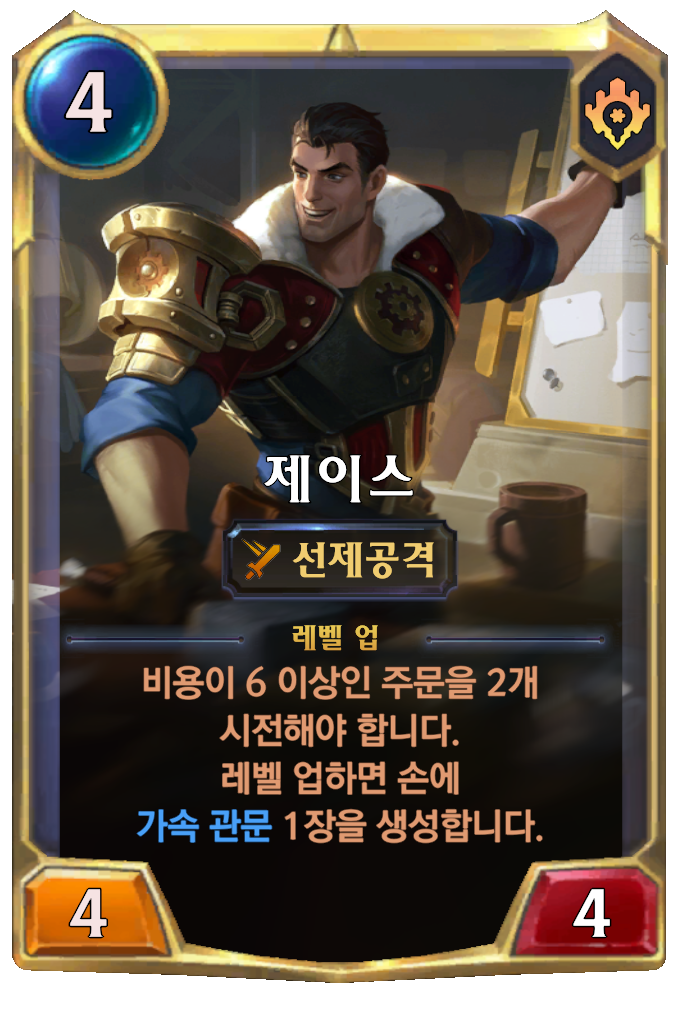 4
제이스
선제공격
레벨 업
비용이 6 이상인 주문을 2개
시전해야 합니다.
레벨 업하면 손에
가속 관문 1장을 생성합니다.
4
4